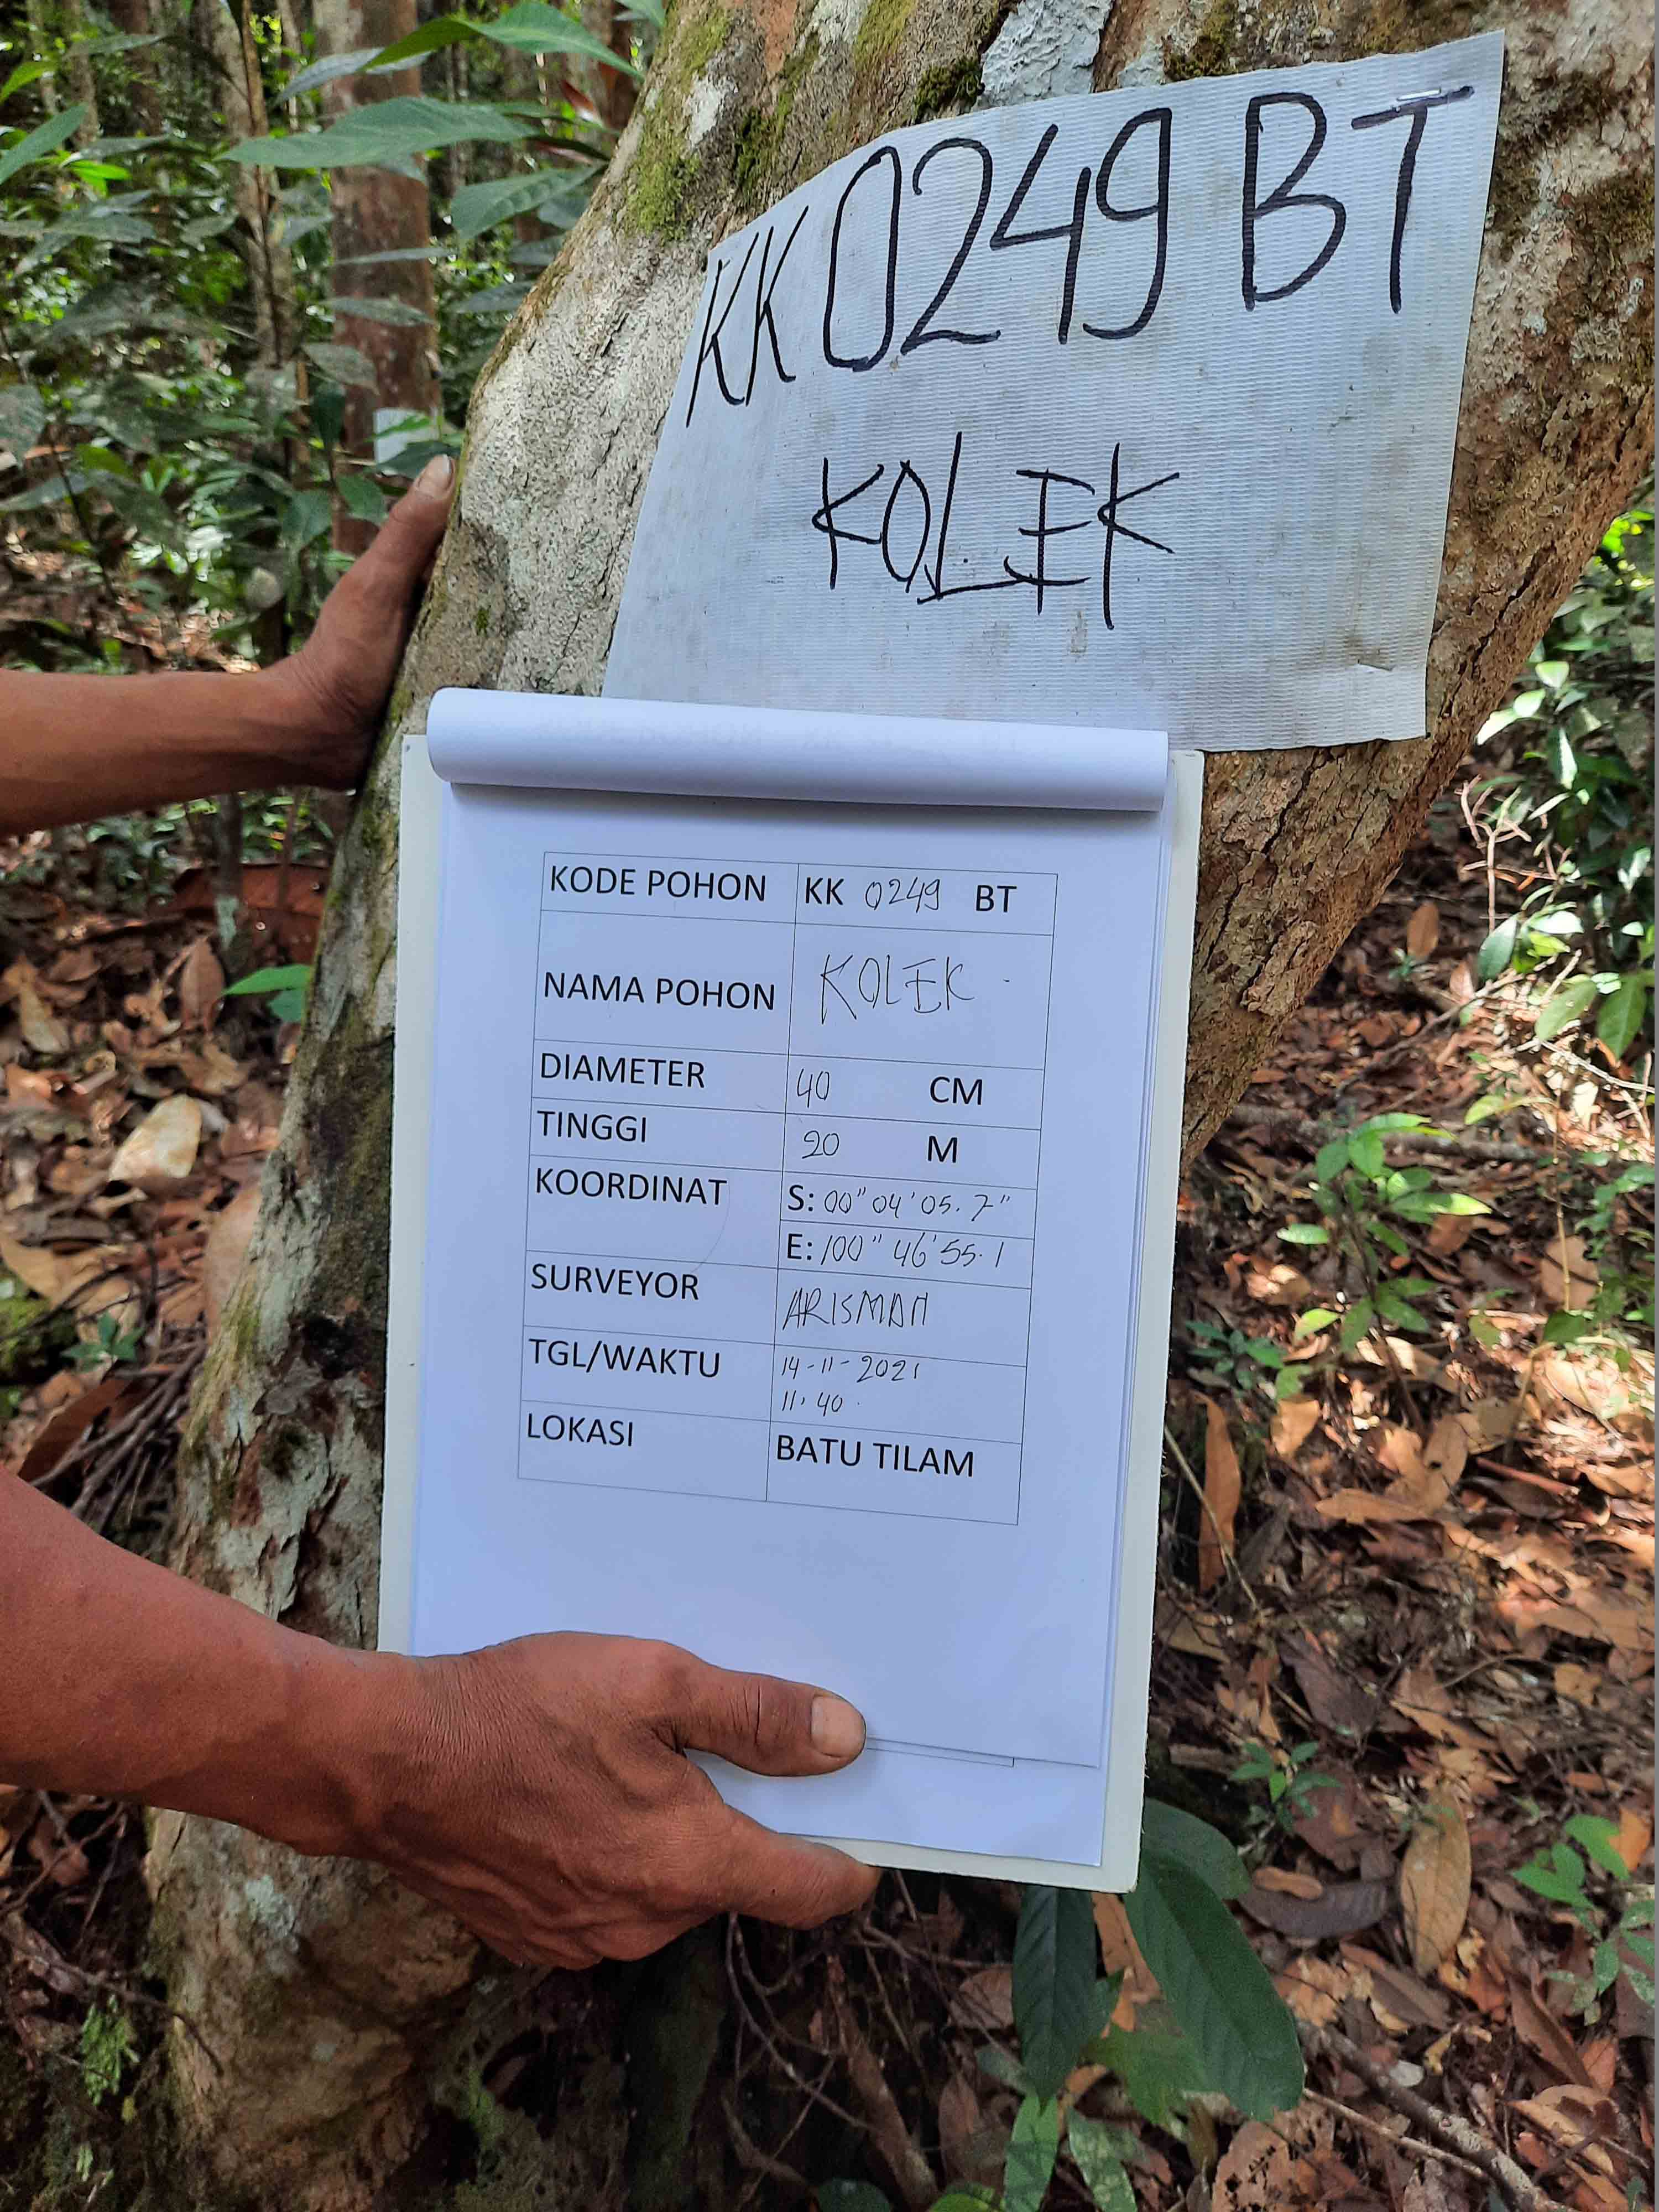 KK 0249 BT
KOLEK
KODE POHON KK 0249 BT
NAMA POHON KOLEK
DIAMETER 40 CM
TINGGI 20 M
KOORDINAT S: 00" 04' 05.7"
E: 100" 46' 55.1
SURVEYOR ARISMAN
TGL/WAKTU 14-11-2021
11.40
LOKASI BATU TILAM